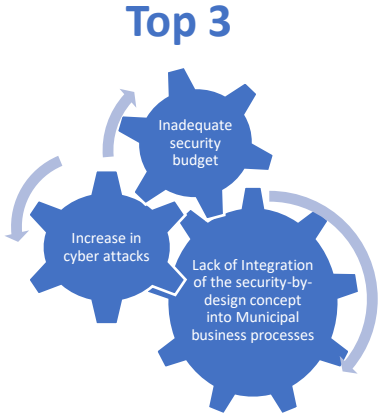 Top 3
Inadequate
security
budget
Increase in
cyber attacks
Lack of Integration
of the security-by-
design concept
into Municipal
business processes